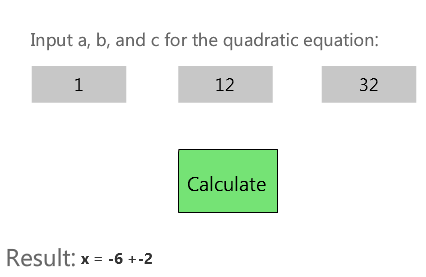 Input a, b, and c for the quadratic equation:
1 12 32
Calculate
Result: x = -6 +-2